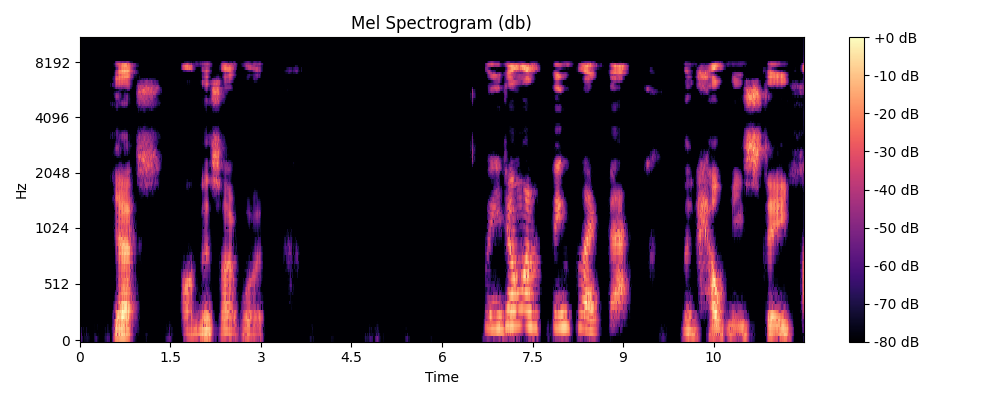 Mel Spectrogram (db)
Hz
8192
4096
2048
1024
512
0
0 1.5 3 4.5 6 7.5 9 10
Time
+0 dB
-10 dB
-20 dB
-30 dB
-40 dB
-50 dB
-60 dB
-70 dB
-80 dB